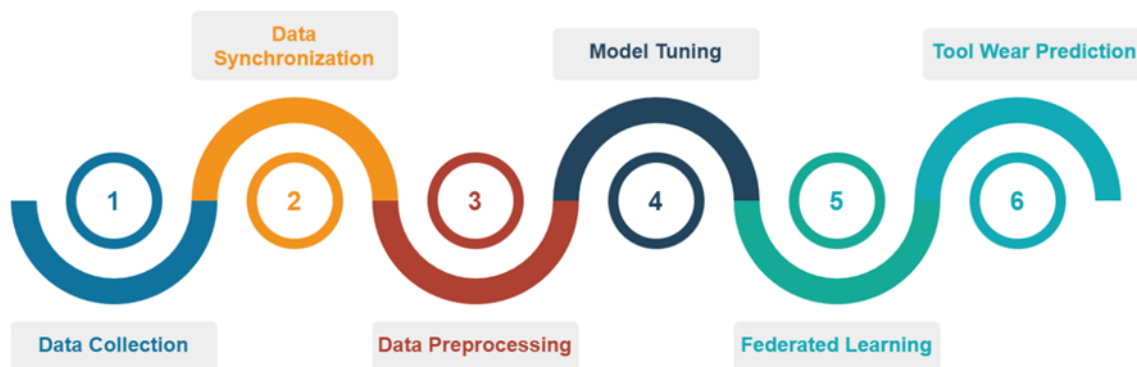 Data
Synchronization
Model Tuning
Tool Wear Prediction
1
2
3
4
5
6
Data Collection
Data Preprocessing
Federated Learning